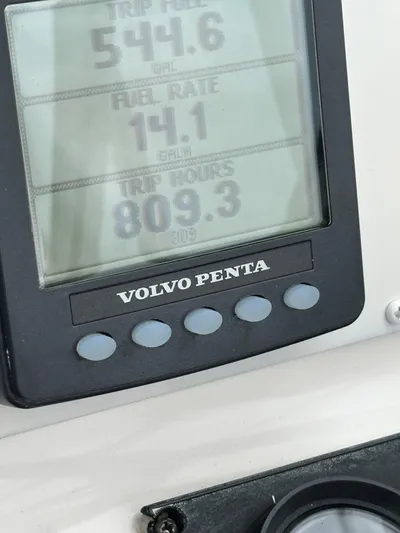 TRIP FUEL
544.6
GAL
FUEL RATE
14.1
GAL/H
TRIP HOURS
809.3
VOLVO PENTA